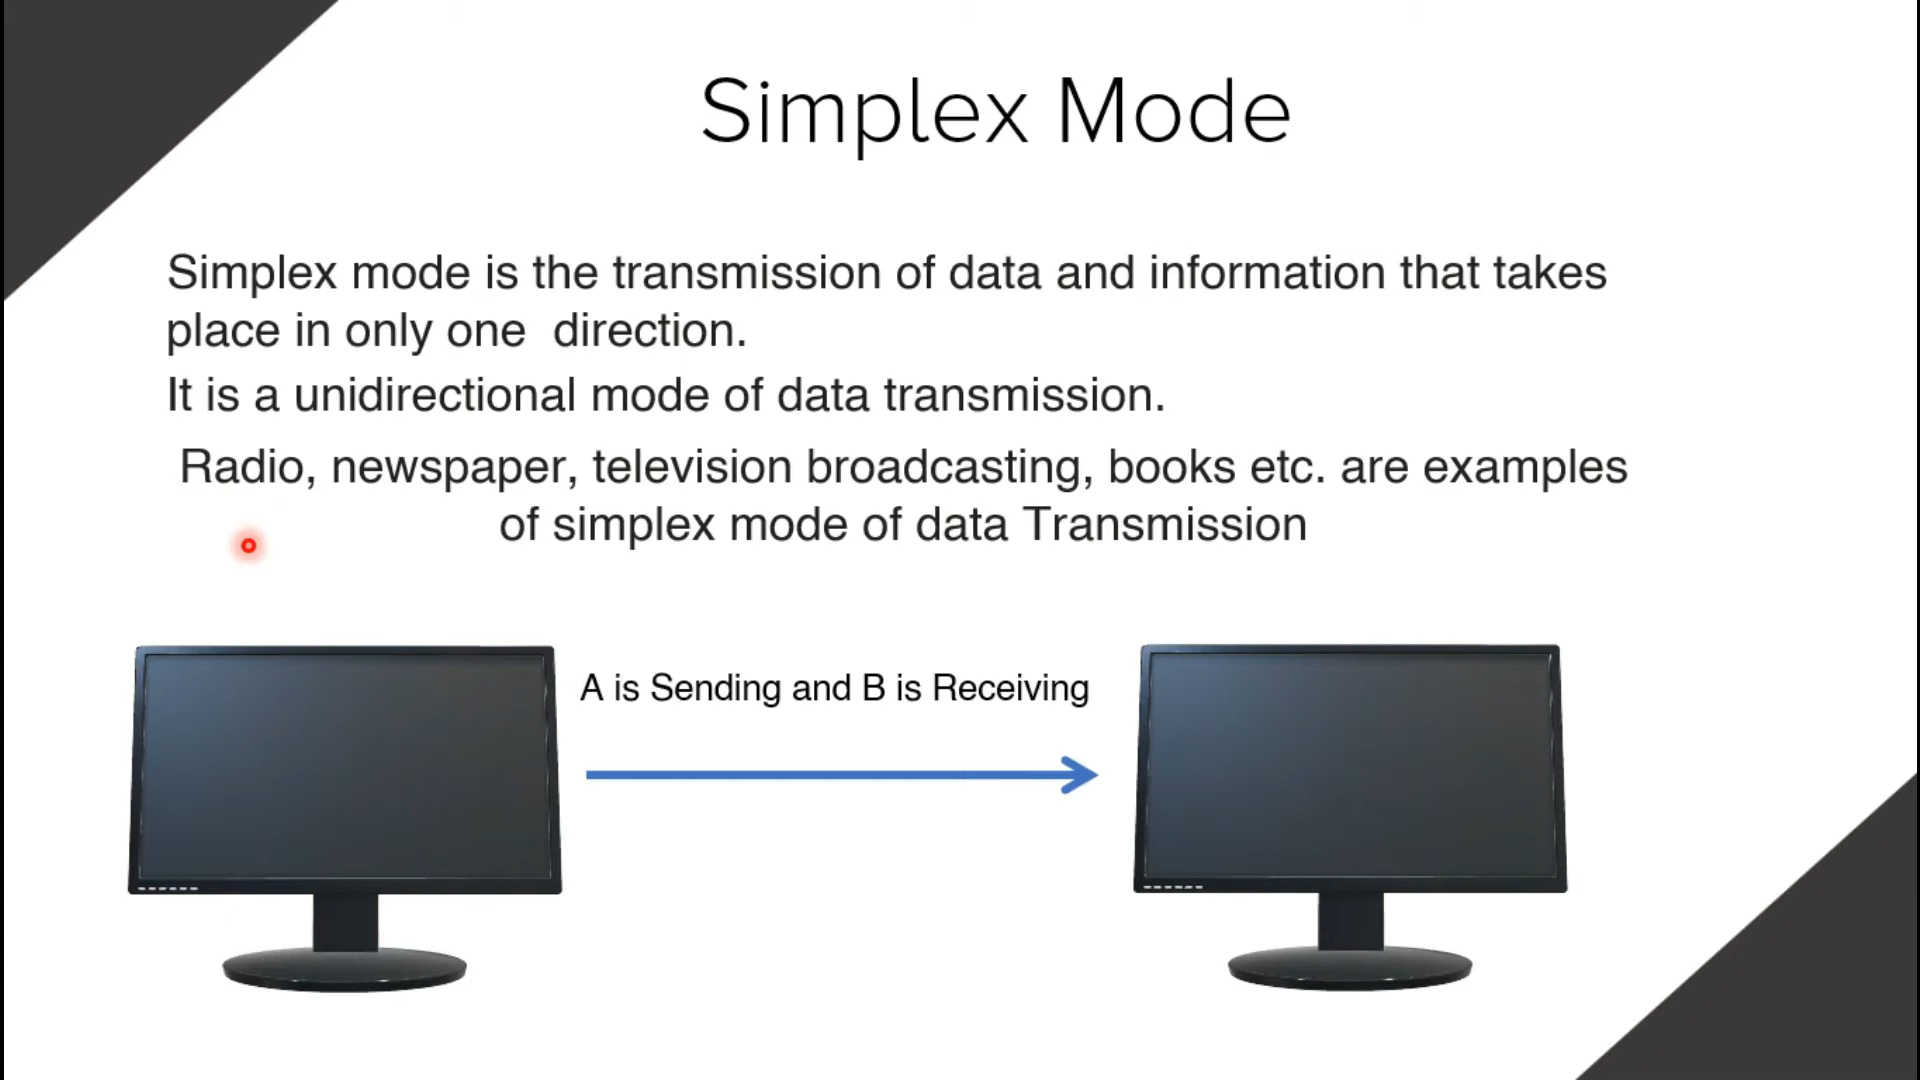 Simplex Mode
Simplex mode is the transmission of data and information that takes
place in only one  direction.
It is a unidirectional mode of data transmission.
Radio, newspaper, television broadcasting, books etc. are examples
of simplex mode of data Transmission
A is Sending and B is Receiving